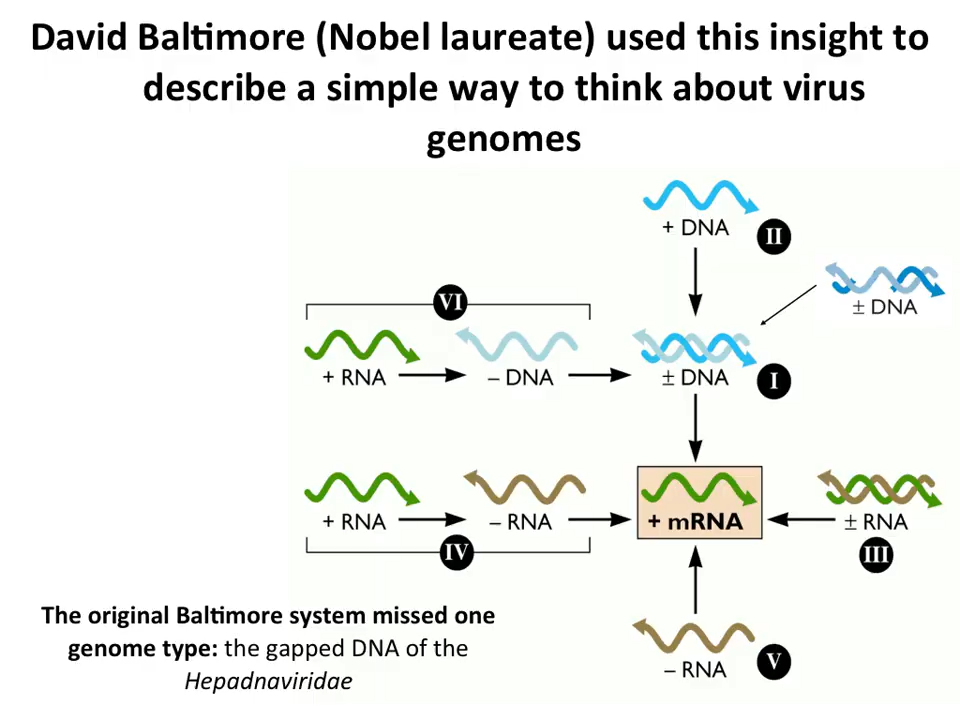 David Baltimore (Nobel laureate) used this insight to
describe a simple way to think about virus
genomes
+ DNA
II
± DNA
VI
+ RNA
– DNA
± DNA
I
+ RNA
– RNA
+ mRNA
± RNA
IV
III
The original Baltimore system missed one
genome type: the gapped DNA of the
Hepadnaviridae
– RNA
V